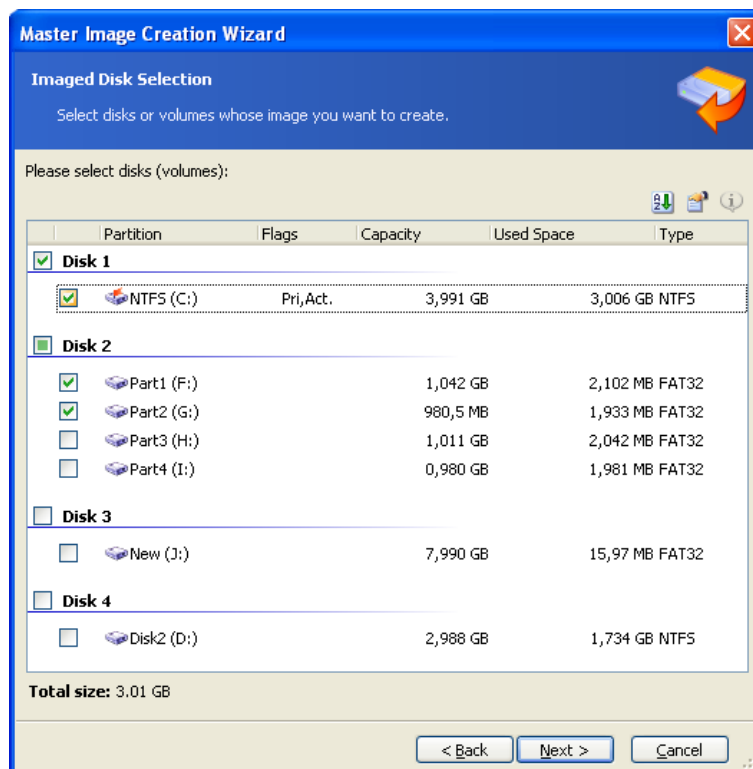 Master Image Creation Wizard
Imaged Disk Selection
Select disks or volumes whose image you want to create.
Please select disks (volumes):
Partition Flags Capacity Used Space Type
Disk 1
NTFS (C:) Pri,Act. 3,991 GB 3,006 GB NTFS
Disk 2
Part1 (F:) 1,042 GB 2,102 MB FAT32
Part2 (G:) 980,5 MB 1,933 MB FAT32
Part3 (H:) 1,011 GB 2,042 MB FAT32
Part4 (I:) 0,980 GB 1,981 MB FAT32
Disk 3
New (J:) 7,990 GB 15,97 MB FAT32
Disk 4
Disk2 (D:) 2,988 GB 1,734 GB NTFS
Total size: 3.01 GB
< Back Next > Cancel